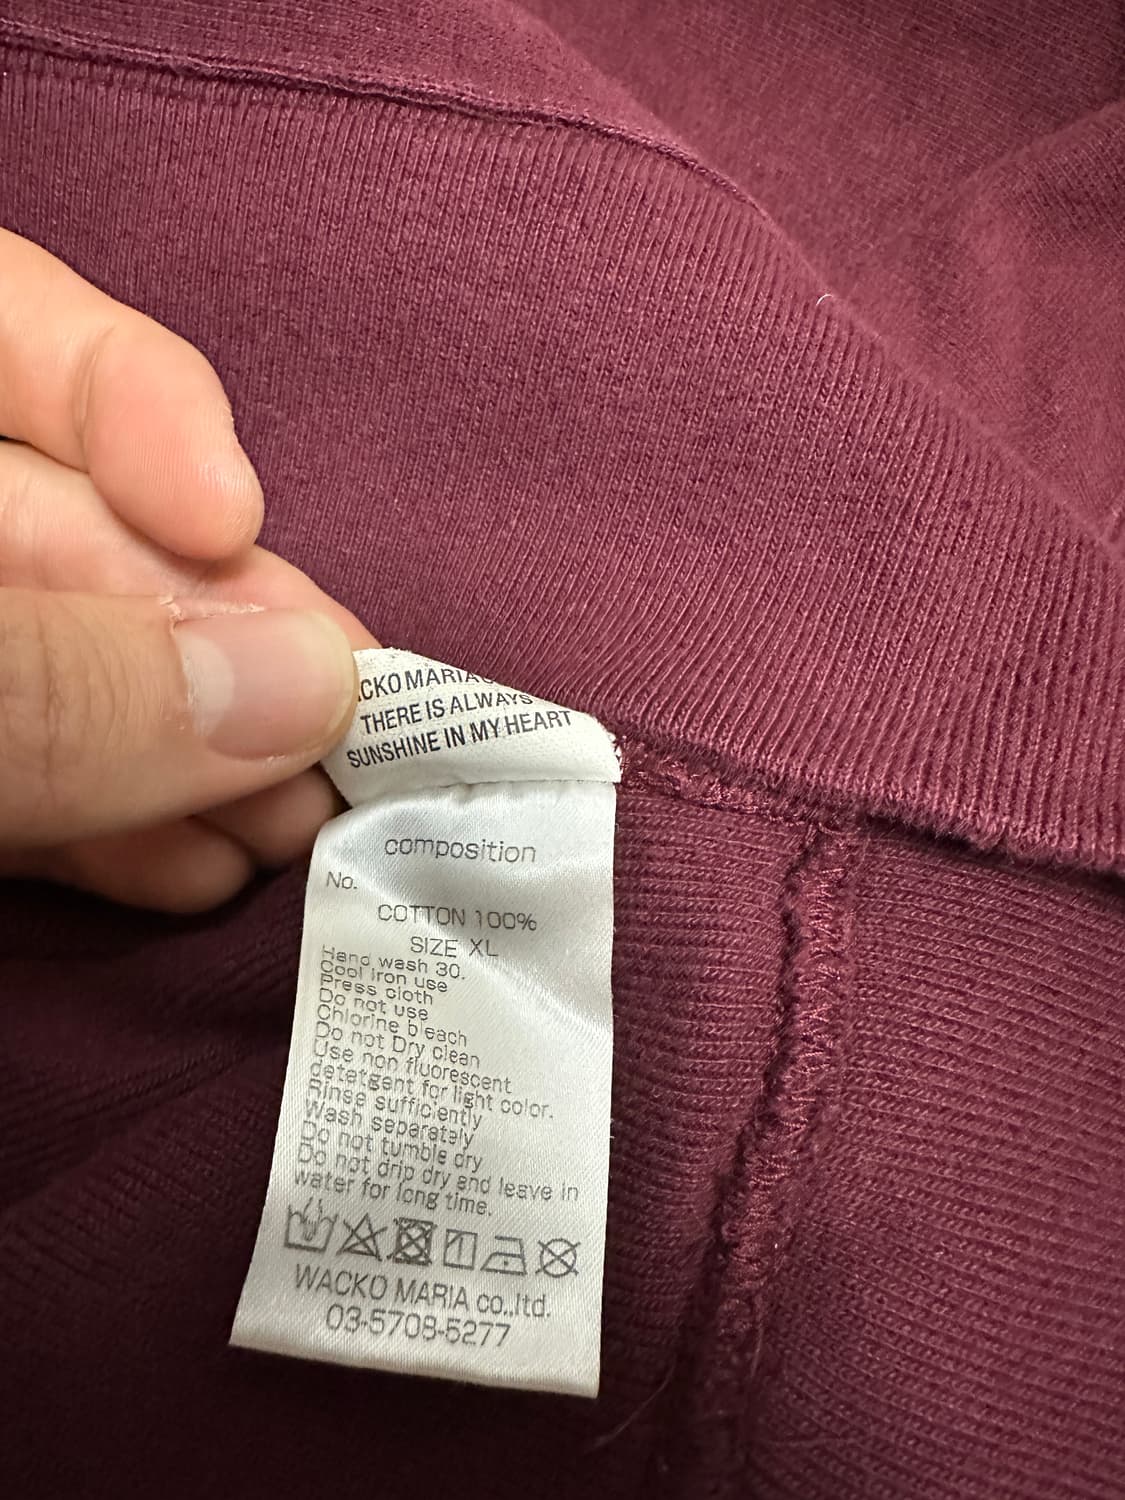 CKO MARIA
THERE IS ALWAYS
SUNSHINE IN MY HEART
composition
No.
COTTON 100%
SIZE XL
Hand wash 30.
Cool iron use
Press cloth
Do not use
Chlorine bleach
Do not Dry clean
Use non fluorescent
detetgent for light color.
Rinse sufficiently
Wash separately
Do not tumble dry
Do not drip dry and leave in
water for long time.
WACKO MARIA co.,ltd.
03-5708-5277